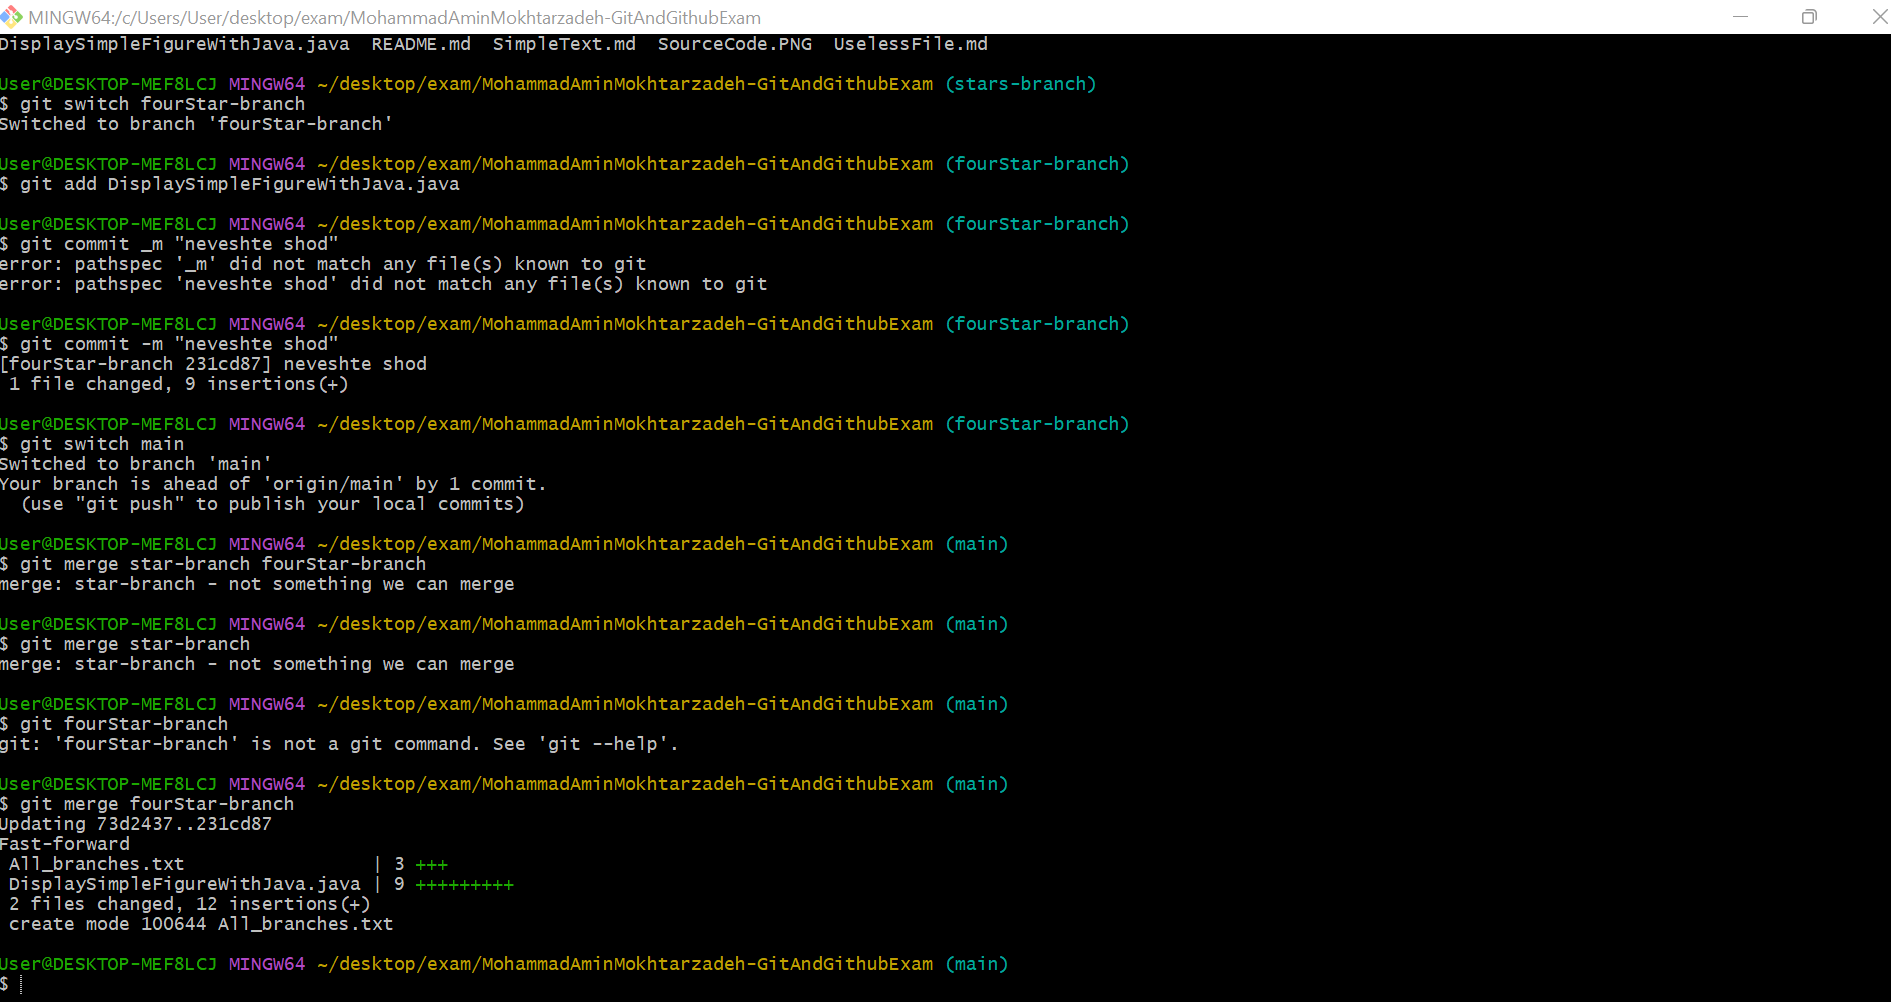 MINGW64:/c/Users/User/desktop/exam/MohammadAminMokhtarzadeh-GitAndGithubExam
DisplaySimpleFigureWithJava.java  README.md  SimpleText.md  SourceCode.PNG  UselessFile.md
User@DESKTOP-MEF8LCJ MINGW64 ~/desktop/exam/MohammadAminMokhtarzadeh-GitAndGithubExam (stars-branch)
$ git switch fourStar-branch
Switched to branch 'fourStar-branch'
User@DESKTOP-MEF8LCJ MINGW64 ~/desktop/exam/MohammadAminMokhtarzadeh-GitAndGithubExam (fourStar-branch)
$ git add DisplaySimpleFigureWithJava.java
User@DESKTOP-MEF8LCJ MINGW64 ~/desktop/exam/MohammadAminMokhtarzadeh-GitAndGithubExam (fourStar-branch)
$ git commit _m "neveshte shod"
error: pathspec '_m' did not match any file(s) known to git
error: pathspec 'neveshte shod' did not match any file(s) known to git
User@DESKTOP-MEF8LCJ MINGW64 ~/desktop/exam/MohammadAminMokhtarzadeh-GitAndGithubExam (fourStar-branch)
$ git commit -m "neveshte shod"
[fourStar-branch 231cd87] neveshte shod
 1 file changed, 9 insertions(+)
User@DESKTOP-MEF8LCJ MINGW64 ~/desktop/exam/MohammadAminMokhtarzadeh-GitAndGithubExam (fourStar-branch)
$ git switch main
Switched to branch 'main'
Your branch is ahead of 'origin/main' by 1 commit.
  (use "git push" to publish your local commits)
User@DESKTOP-MEF8LCJ MINGW64 ~/desktop/exam/MohammadAminMokhtarzadeh-GitAndGithubExam (main)
$ git merge star-branch fourStar-branch
merge: star-branch - not something we can merge
User@DESKTOP-MEF8LCJ MINGW64 ~/desktop/exam/MohammadAminMokhtarzadeh-GitAndGithubExam (main)
$ git merge star-branch
merge: star-branch - not something we can merge
User@DESKTOP-MEF8LCJ MINGW64 ~/desktop/exam/MohammadAminMokhtarzadeh-GitAndGithubExam (main)
$ git fourStar-branch
git: 'fourStar-branch' is not a git command. See 'git --help'.
User@DESKTOP-MEF8LCJ MINGW64 ~/desktop/exam/MohammadAminMokhtarzadeh-GitAndGithubExam (main)
$ git merge fourStar-branch
Updating 73d2437..231cd87
Fast-forward
 All_branches.txt                 | 3 +++
 DisplaySimpleFigureWithJava.java | 9 +++++++++
 2 files changed, 12 insertions(+)
 create mode 100644 All_branches.txt
User@DESKTOP-MEF8LCJ MINGW64 ~/desktop/exam/MohammadAminMokhtarzadeh-GitAndGithubExam (main)
$